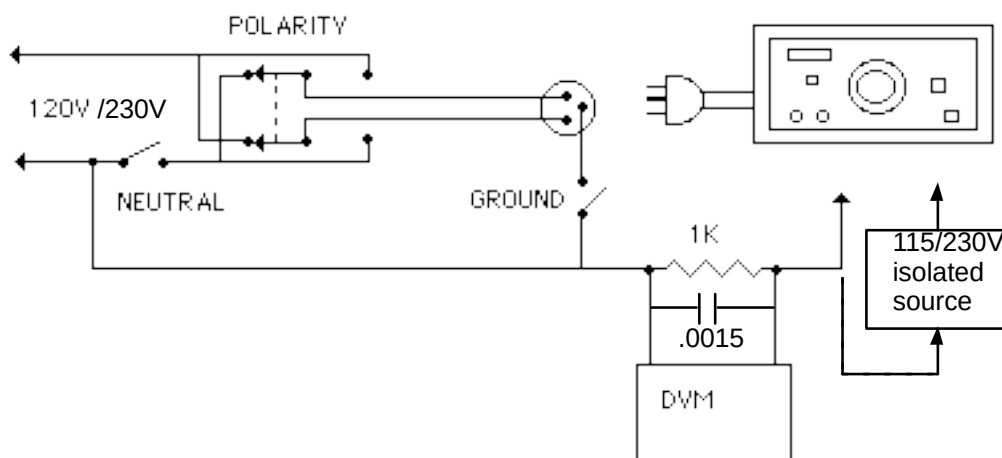 POLARITY
120V /230V
NEUTRAL
GROUND
1K
115/230V
isolated
source
.0015
DVM